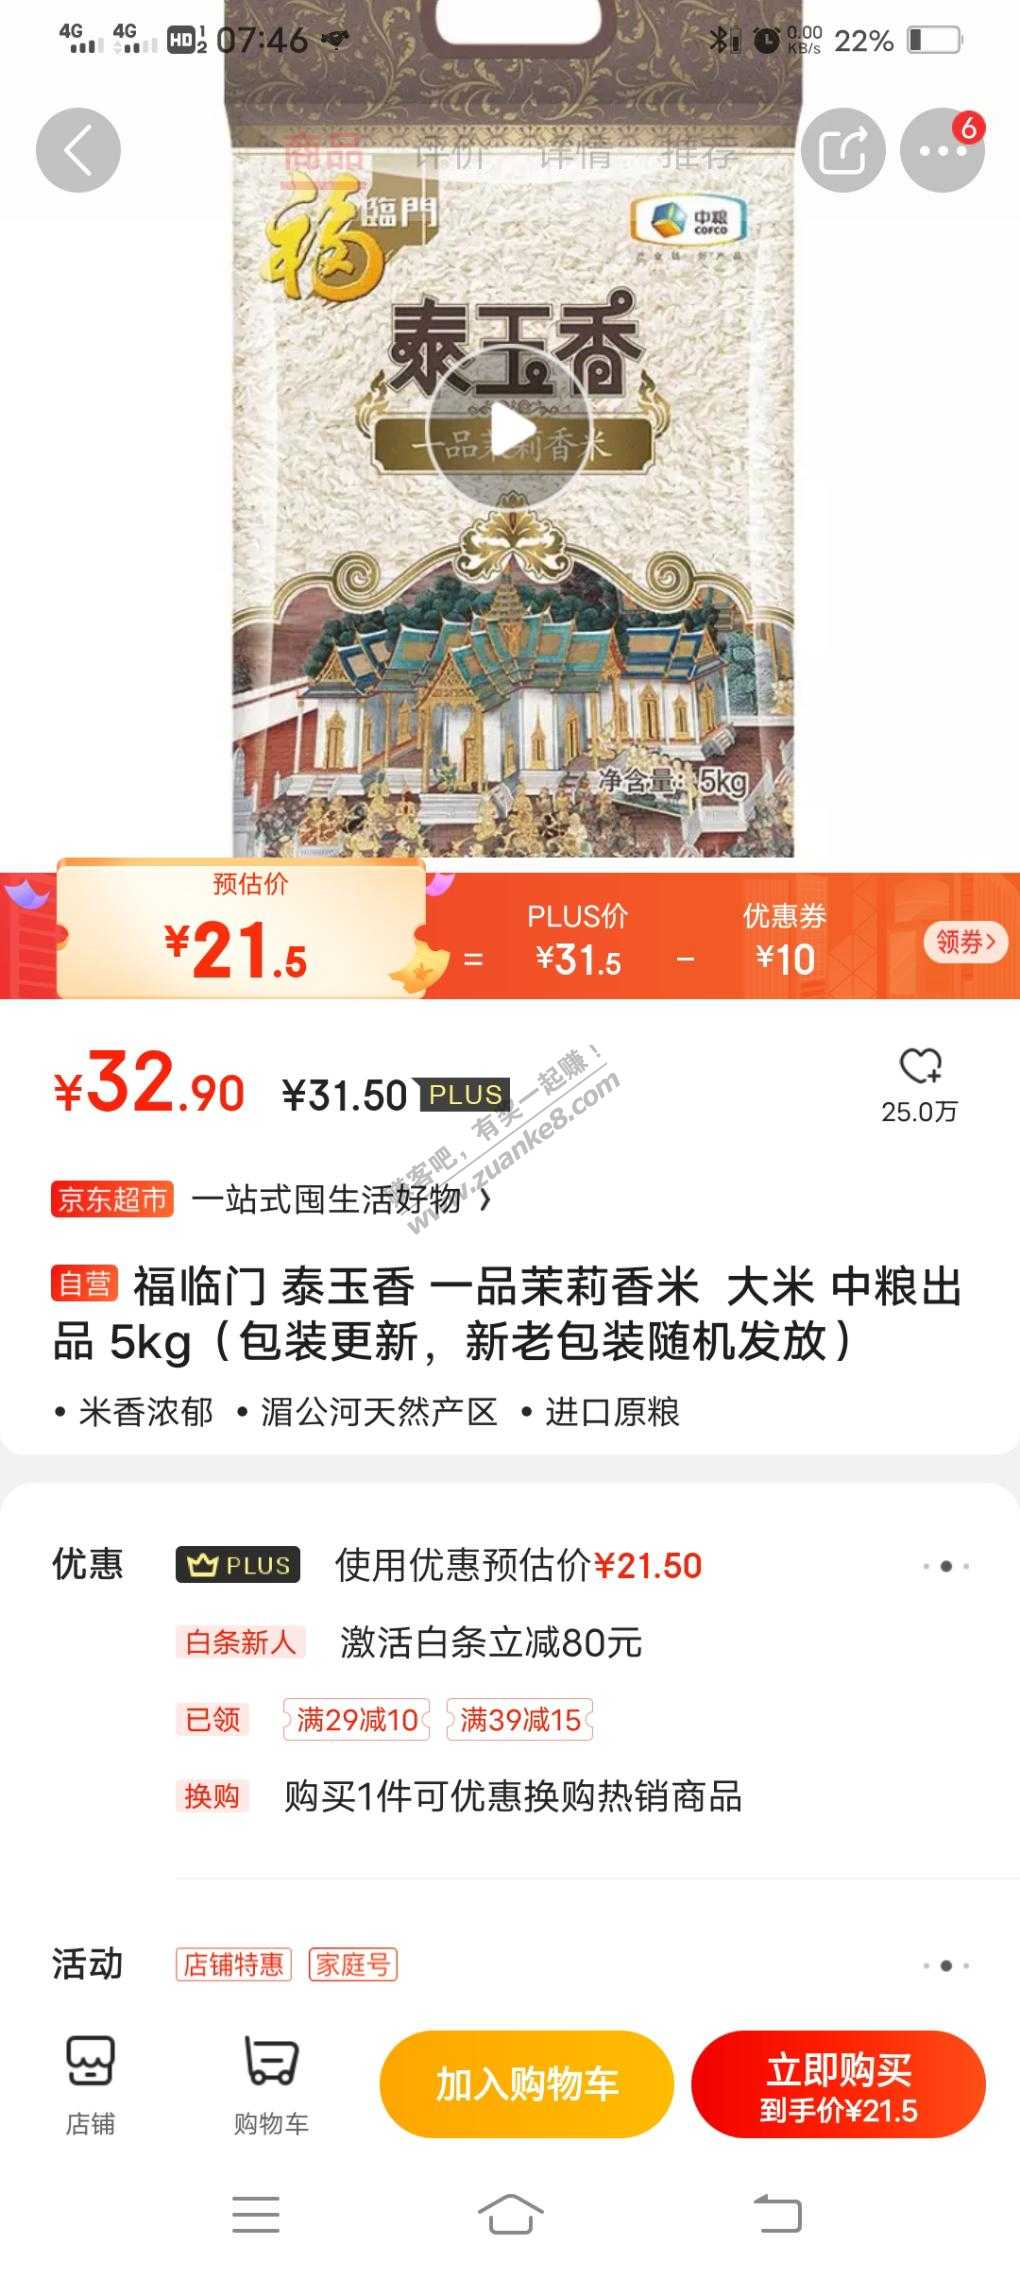 4G 4G HD 1 2 07:46 0.00 KB/s 22%
商品 评价 详情 推荐 6
福臨門 中粮 COFCO
泰玉香
一品茉莉香米
净含量:5kg
预估价 PLUS价 优惠券
¥21.5 = ¥31.5 - ¥10 领券>
¥32.90 ¥31.50 PLUS
25.0万
赚客吧，有奖一起赚！
www.zuanke8.com
京东超市 一站式囤生活好物 ›
自营 福临门 泰玉香 一品茉莉香米 大米 中粮出
品 5kg（包装更新，新老包装随机发放）
• 米香浓郁 • 湄公河天然产区 • 进口原粮
优惠 PLUS 使用优惠预估价¥21.50
白条新人 激活白条立减80元
已领 满29减10 满39减15
换购 购买1件可优惠换购热销商品
活动 店铺特惠 家庭号
店铺 购物车 加入购物车 立即购买
到手价¥21.5